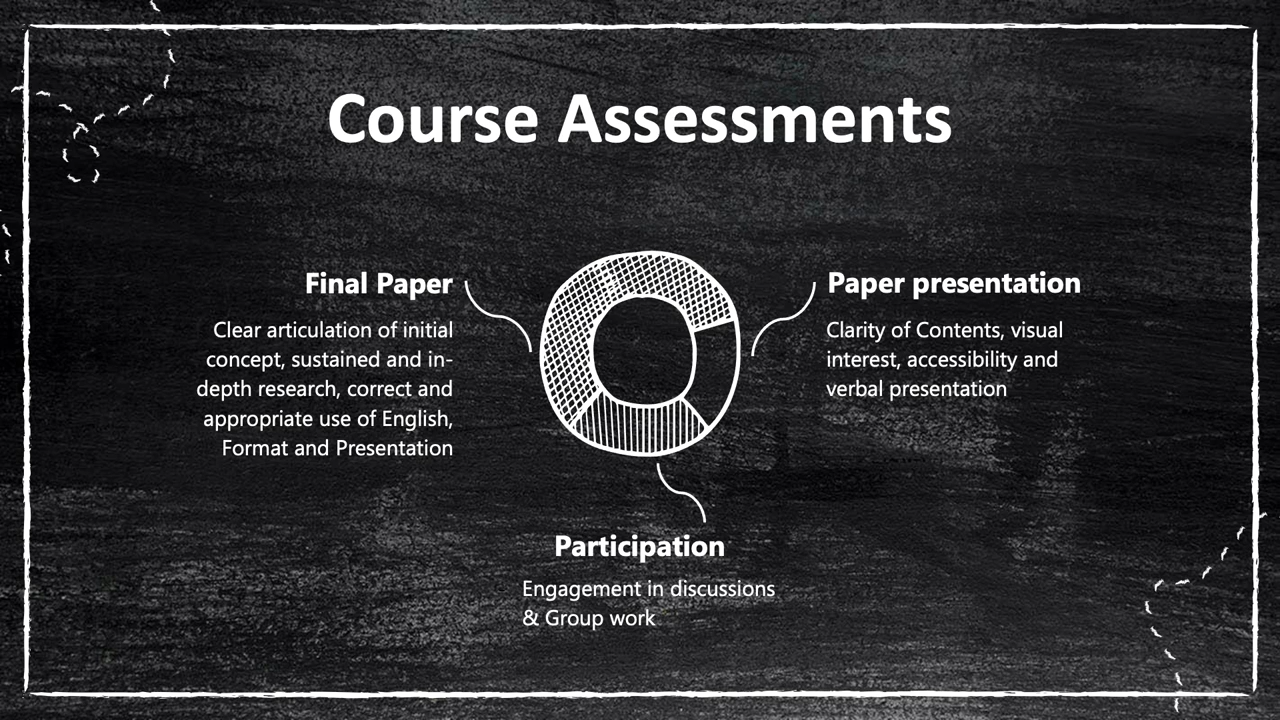 Course Assessments
Final Paper
Clear articulation of initial
concept, sustained and in-
depth research, correct and
appropriate use of English,
Format and Presentation
Paper presentation
Clarity of Contents, visual
interest, accessibility and
verbal presentation
Participation
Engagement in discussions
& Group work